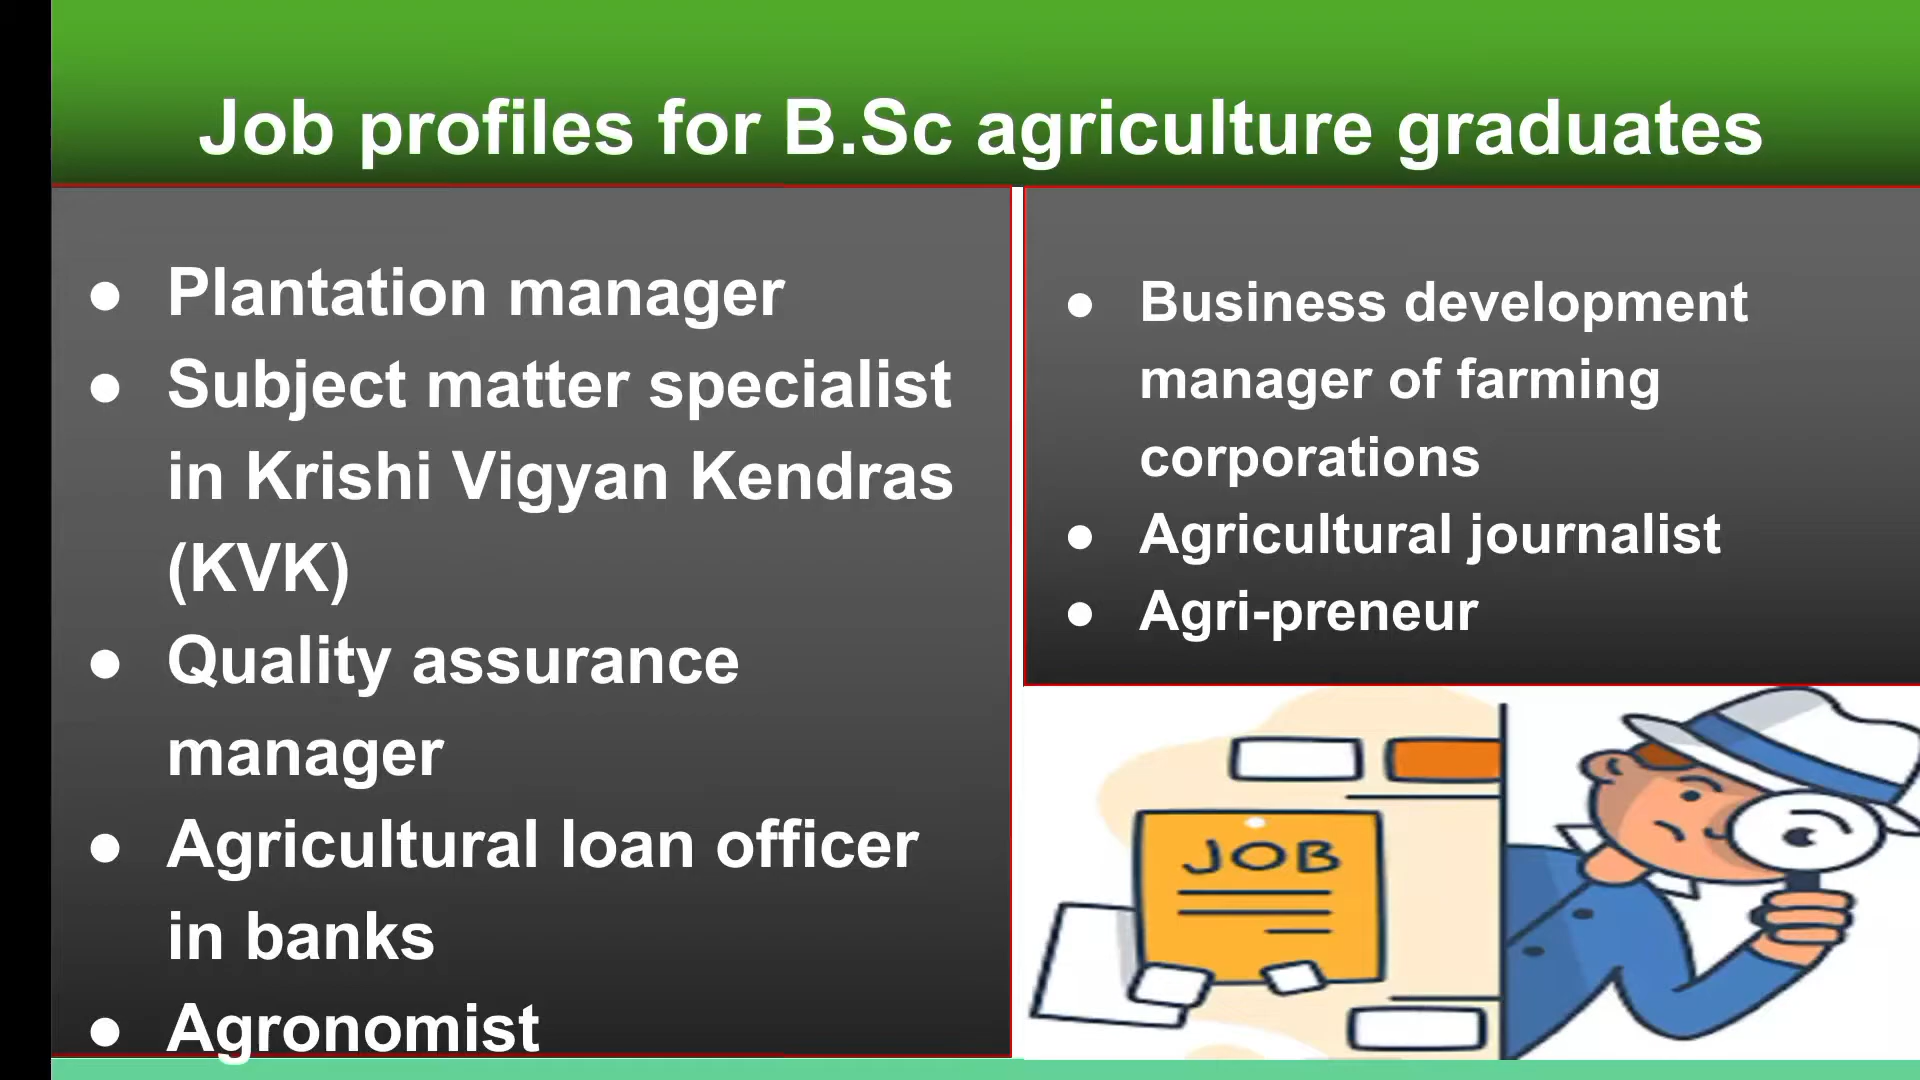 Job profiles for B.Sc agriculture graduates
● Plantation manager
● Subject matter specialist
in Krishi Vigyan Kendras
(KVK)
● Quality assurance
manager
● Agricultural loan officer
in banks
● Agronomist
● Business development
manager of farming
corporations
● Agricultural journalist
● Agri-preneur
JOB